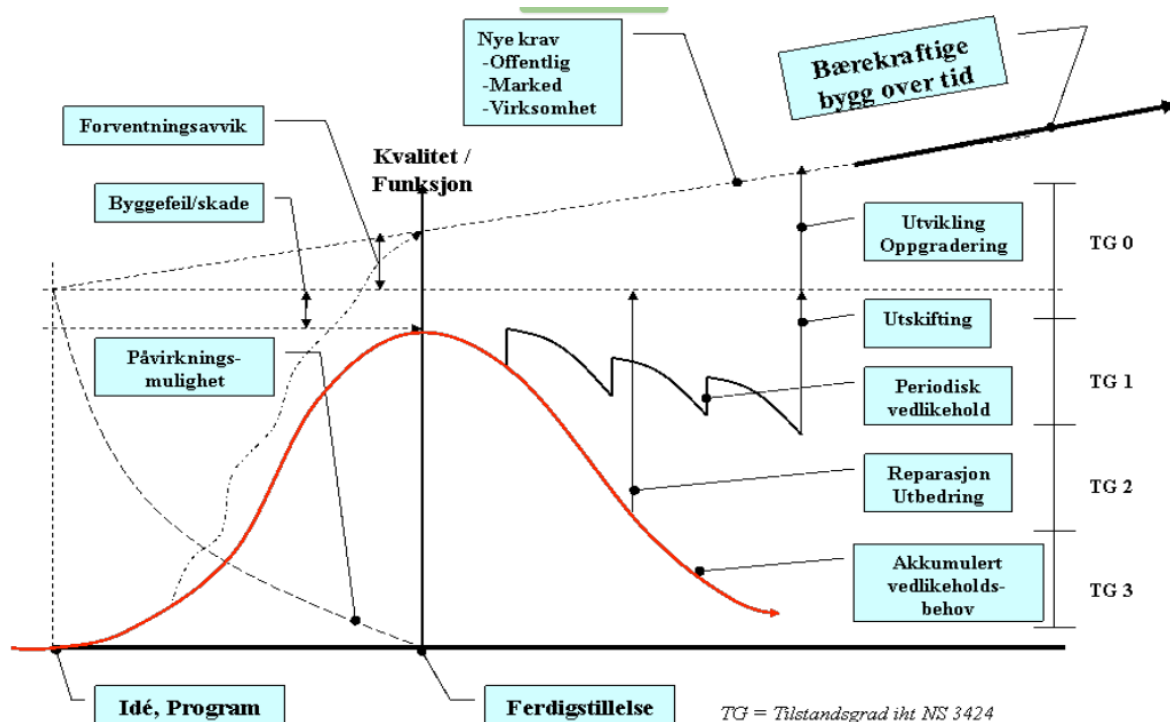 Nye krav
-Offentlig
-Marked
-Virksomhet
Bærekraftige
bygg over tid
Forventningsavvik
Kvalitet /
Funksjon
Byggefeil/skade
Utvikling
Oppgradering
TG 0
Utskifting
Påvirknings-
mulighet
Periodisk
vedlikehold
TG 1
Reparasjon
Utbedring
TG 2
Akkumulert
vedlikeholds-
behov
TG 3
Idé, Program
Ferdigstillelse
TG = Tilstandsgrad iht NS 3424